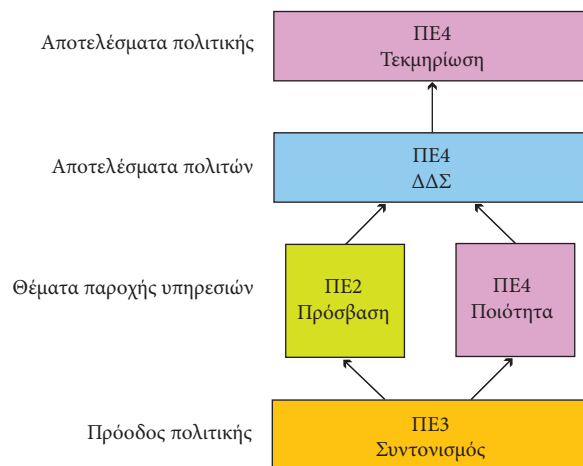 Αποτελέσματα πολιτικής
ΠΕ4
Τεκμηρίωση
Αποτελέσματα πολιτών
ΠΕ4
ΔΔΣ
Θέματα παροχής υπηρεσιών
ΠΕ2
Πρόσβαση
ΠΕ4
Ποιότητα
Πρόοδος πολιτικής
ΠΕ3
Συντονισμός